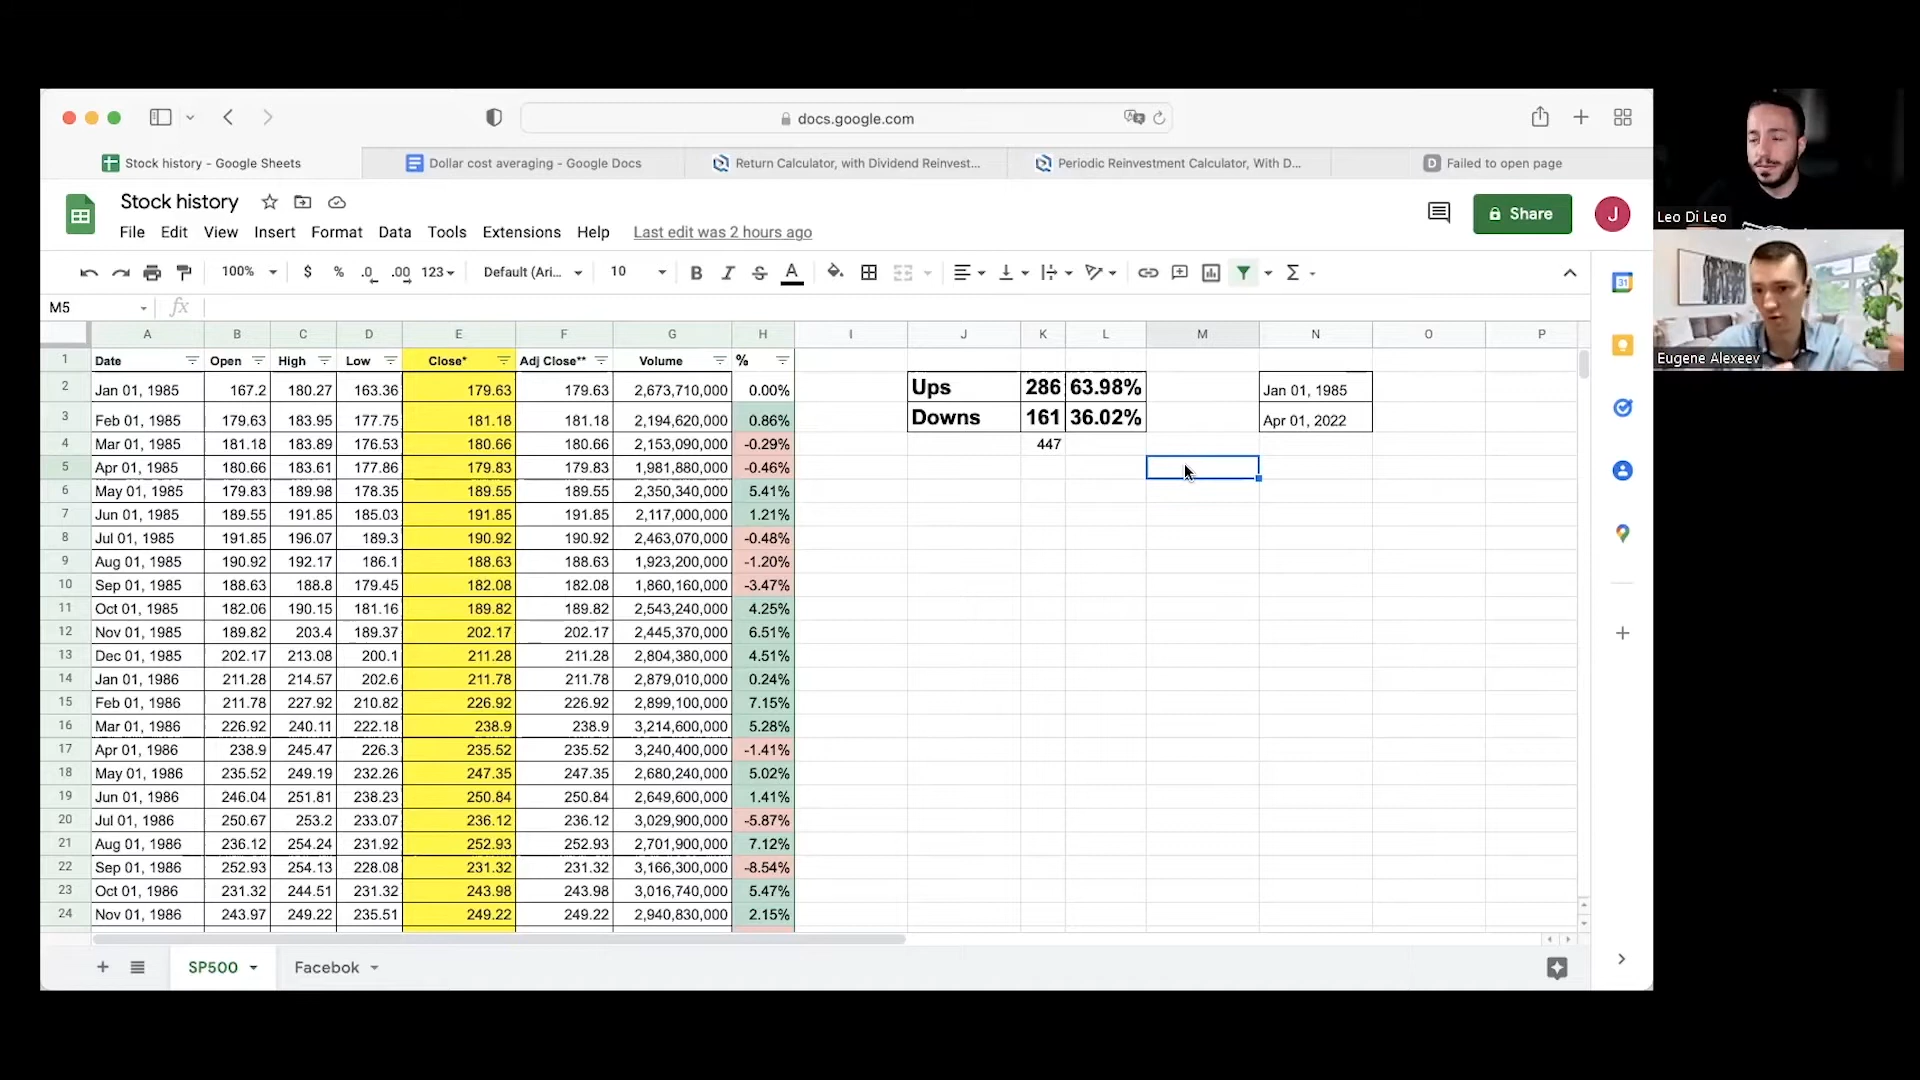 docs.google.com
Stock history - Google Sheets
Dollar cost averaging - Google Docs
Return Calculator, with Dividend Reinvest...
Periodic Reinvestment Calculator, With D...
D Failed to open page
Stock history
File Edit View Insert Format Data Tools Extensions Help Last edit was 2 hours ago
Share
J
Leo Di Leo
Eugene Alexeev
100% $ % .0 .00 123 Default (Ari... 10 B I S A Σ
31
M5 fx
A B C D E F G H I J K L M N O P
1 Date Open High Low Close* Adj Close** Volume %
2 Jan 01, 1985 167.2 180.27 163.36 179.63 179.63 2,673,710,000 0.00% Ups 286 63.98% Jan 01, 1985
3 Feb 01, 1985 179.63 183.95 177.75 181.18 181.18 2,194,620,000 0.86% Downs 161 36.02% Apr 01, 2022
4 Mar 01, 1985 181.18 183.89 176.53 180.66 180.66 2,153,090,000 -0.29% 447
5 Apr 01, 1985 180.66 183.61 177.86 179.83 179.83 1,981,880,000 -0.46%
6 May 01, 1985 179.83 189.98 178.35 189.55 189.55 2,350,340,000 5.41%
7 Jun 01, 1985 189.55 191.85 185.03 191.85 191.85 2,117,000,000 1.21%
8 Jul 01, 1985 191.85 196.07 189.3 190.92 190.92 2,463,070,000 -0.48%
9 Aug 01, 1985 190.92 192.17 186.1 188.63 188.63 1,923,200,000 -1.20%
10 Sep 01, 1985 188.63 188.8 179.45 182.08 182.08 1,860,160,000 -3.47%
11 Oct 01, 1985 182.06 190.15 181.16 189.82 189.82 2,543,240,000 4.25%
12 Nov 01, 1985 189.82 203.4 189.37 202.17 202.17 2,445,370,000 6.51%
13 Dec 01, 1985 202.17 213.08 200.1 211.28 211.28 2,804,380,000 4.51%
14 Jan 01, 1986 211.28 214.57 202.6 211.78 211.78 2,879,010,000 0.24%
15 Feb 01, 1986 211.78 227.92 210.82 226.92 226.92 2,899,100,000 7.15%
16 Mar 01, 1986 226.92 240.11 222.18 238.9 238.9 3,214,600,000 5.28%
17 Apr 01, 1986 238.9 245.47 226.3 235.52 235.52 3,240,400,000 -1.41%
18 May 01, 1986 235.52 249.19 232.26 247.35 247.35 2,680,240,000 5.02%
19 Jun 01, 1986 246.04 251.81 238.23 250.84 250.84 2,649,600,000 1.41%
20 Jul 01, 1986 250.67 253.2 233.07 236.12 236.12 3,029,900,000 -5.87%
21 Aug 01, 1986 236.12 254.24 231.92 252.93 252.93 2,701,900,000 7.12%
22 Sep 01, 1986 252.93 254.13 228.08 231.32 231.32 3,166,300,000 -8.54%
23 Oct 01, 1986 231.32 244.51 231.32 243.98 243.98 3,016,740,000 5.47%
24 Nov 01, 1986 243.97 249.22 235.51 249.22 249.22 2,940,830,000 2.15%
SP500 Facebok